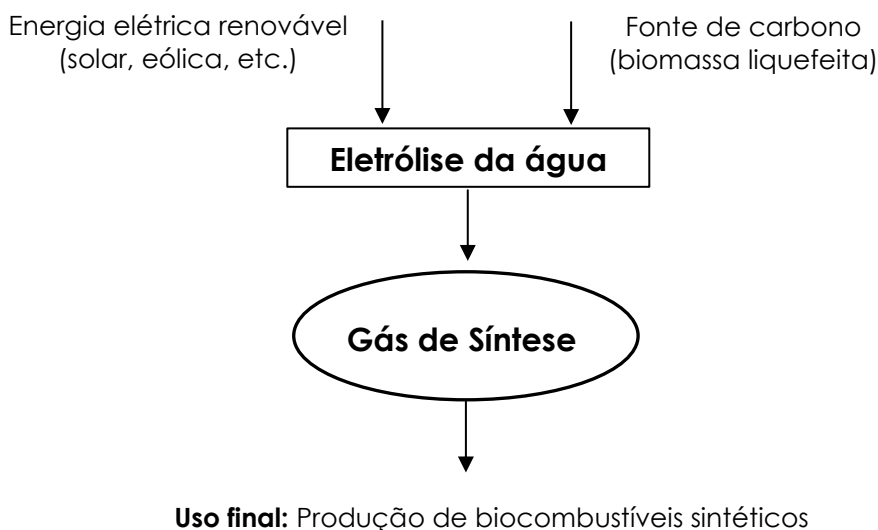 Energia elétrica renovável
(solar, eólica, etc.)
Fonte de carbono
(biomassa liquefeita)
Eletrólise da água
Gás de Síntese
Uso final: Produção de biocombustíveis sintéticos